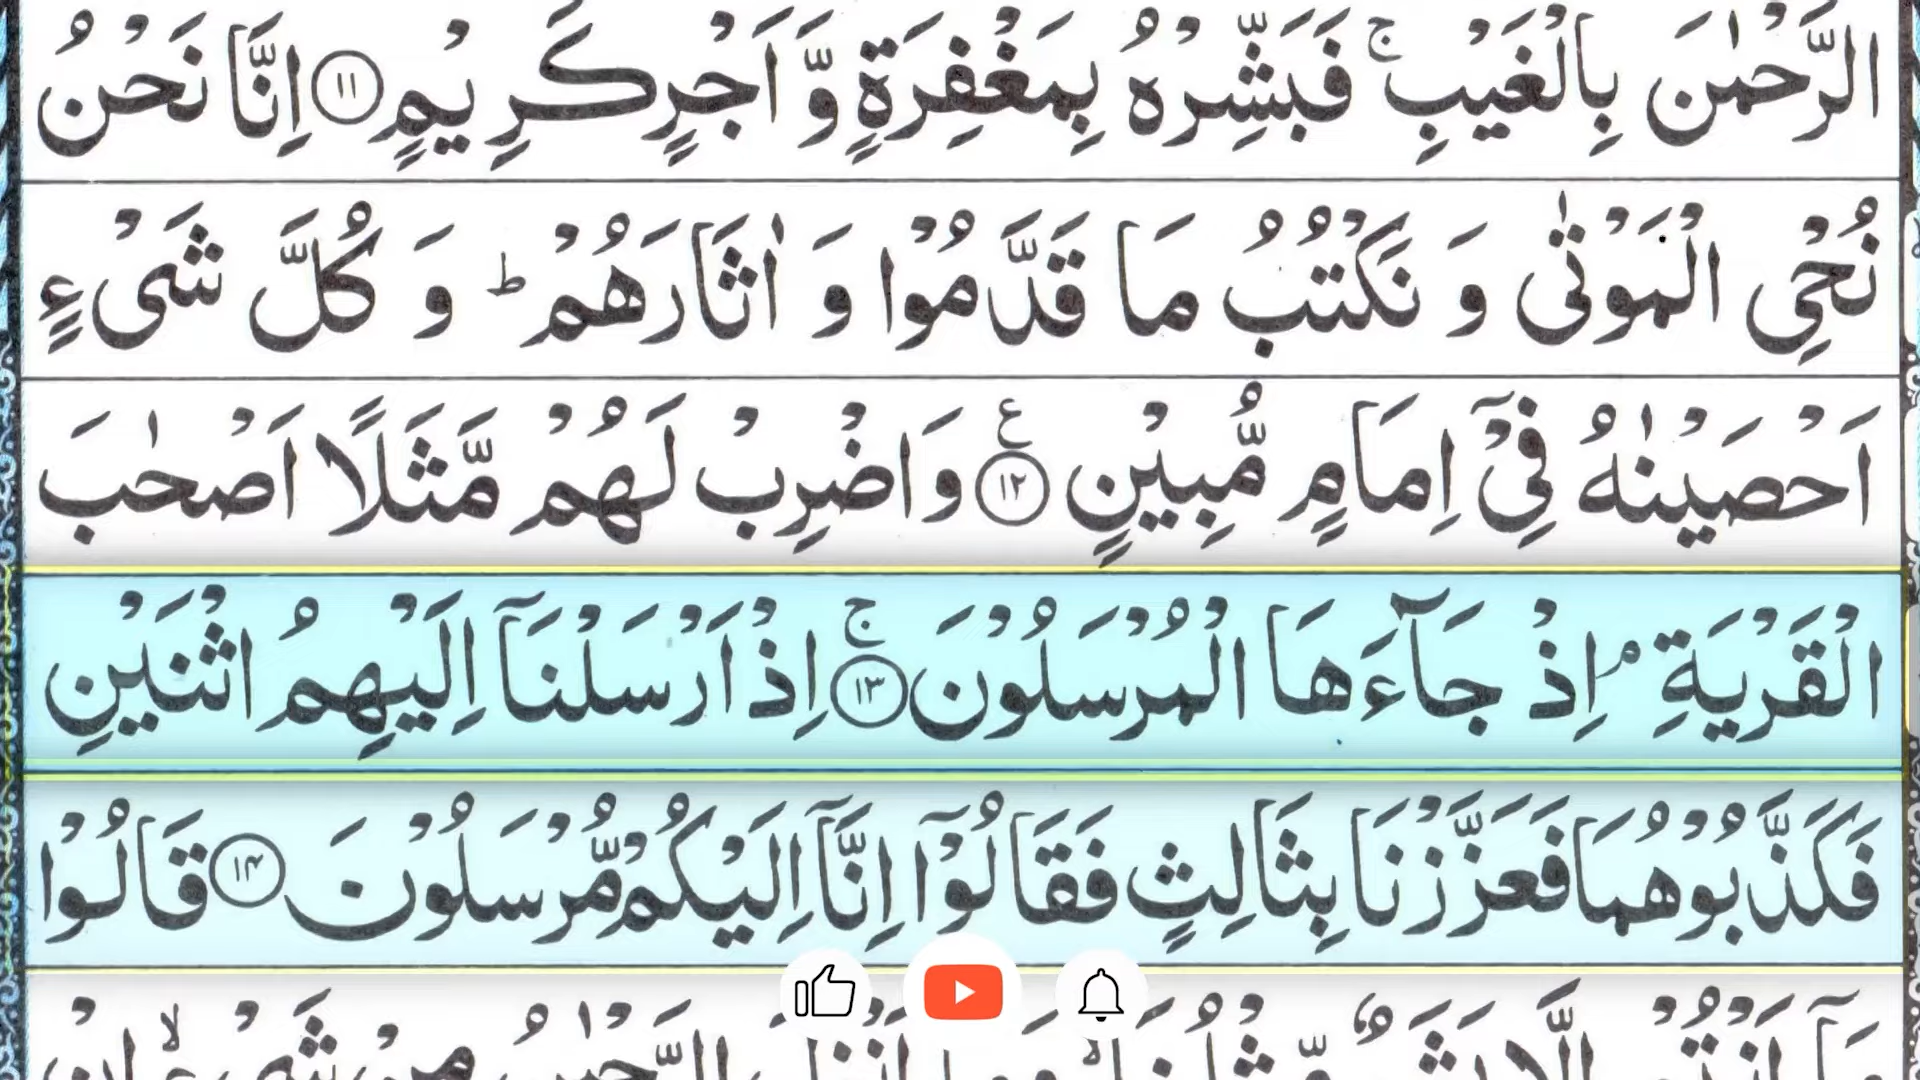 الرَّحْمٰنَ بِالْغَيْبِ ۚ فَبَشِّرْهُ بِمَغْفِرَةٍ وَّ اَجْرٍ كَرِيْمٍ ١١ اِنَّا نَحْنُ
نُحْيِ الْمَوْتٰى وَ نَكْتُبُ مَا قَدَّمُوْا وَ اٰثَارَهُمْ ؕ وَ كُلَّ شَىْءٍ
اَحْصَيْنٰهُ فِىْۤ اِمَامٍ مُّبِيْنٍ ١٢ ع وَاضْرِبْ لَهُمْ مَّثَلًا اَصْحٰبَ
الْقَرْيَةِ ۘ اِذْ جَآءَهَا الْمُرْسَلُوْنَ ۚ ١٣ اِذْ اَرْسَلْنَاۤ اِلَيْهِمُ اثْنَيْنِ
فَكَذَّبُوْهُمَا فَعَزَّزْنَا بِثَالِثٍ فَقَالُوْۤا اِنَّاۤ اِلَيْكُمْ مُّرْسَلُوْنَ ١٤ قَالُوْا